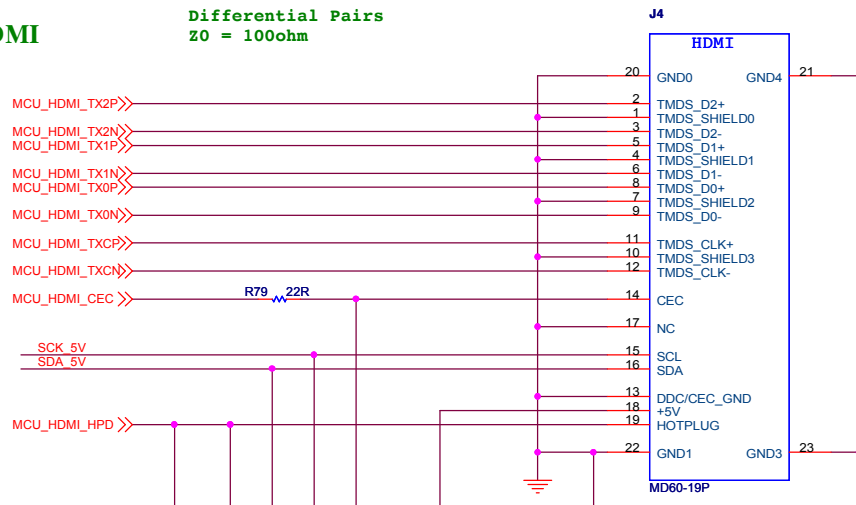 Differential Pairs
DMI
Z0 = 100ohm
J4
HDMI
20 GND0 GND4 21
MCU_HDMI_TX2P 2 TMDS_D2+
1 TMDS_SHIELD0
MCU_HDMI_TX2N 3 TMDS_D2-
MCU_HDMI_TX1P 5 TMDS_D1+
4 TMDS_SHIELD1
MCU_HDMI_TX1N 6 TMDS_D1-
MCU_HDMI_TX0P 8 TMDS_D0+
7 TMDS_SHIELD2
MCU_HDMI_TX0N 9 TMDS_D0-
MCU_HDMI_TXCP 11 TMDS_CLK+
10 TMDS_SHIELD3
MCU_HDMI_TXCN 12 TMDS_CLK-
MCU_HDMI_CEC R79 22R 14 CEC
17 NC
SCK_5V 15 SCL
SDA_5V 16 SDA
13 DDC/CEC_GND
18 +5V
MCU_HDMI_HPD 19 HOTPLUG
22 GND1 GND3 23
MD60-19P